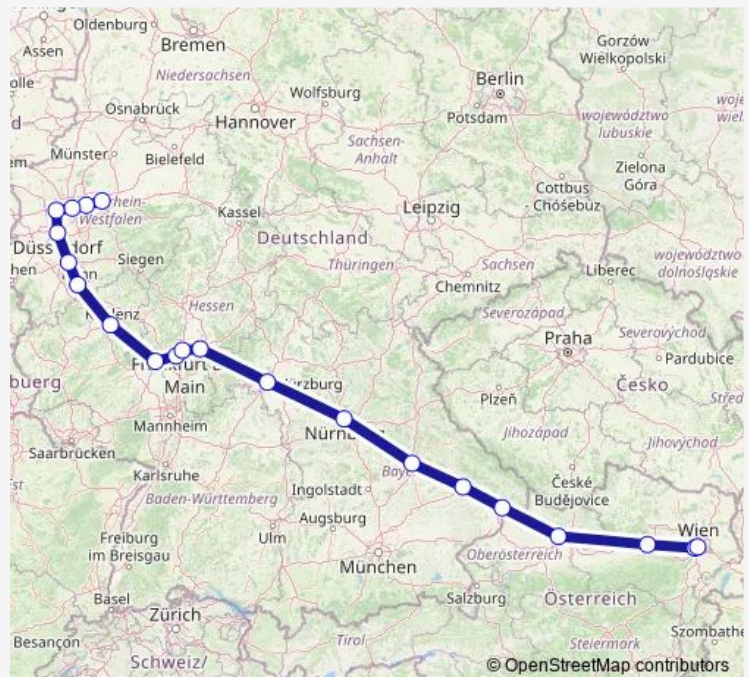 Oldenburg
Bremen
Assen
Niedersachsen
Wolfsburg
Berlin
Potsdam
Gorzów
Wielkopolski
województwo
lubuskie
Osnabrück
Hannover
Sachsen-
Anhalt
Münster
Bielefeld
Zielona
Góra
Cottbus
- Chóśebuz
Westfalen
Kassel
Leipzig
Deutschland
Siegen
Thüringen
Sachsen
Liberec
województwo
dolnośląskie
Chemnitz
Hessen
Severozápad
Severovýchod
Praha
Pardubice
Main
Plzeň
Česko
Mannheim
Jihozápad
Jihovýchod
Saarbrücken
Karlsruhe
Ingolstadt
České
Budějovice
Baden-Württemberg
Augsburg
Ulm
Wien
Freiburg
im Breisgau
München
Oberösterreich
Basel
Zürich
Salzburg
Österreich
Besançon
Tirol
Steiermark
Schweiz/
© OpenStreetMap contributors